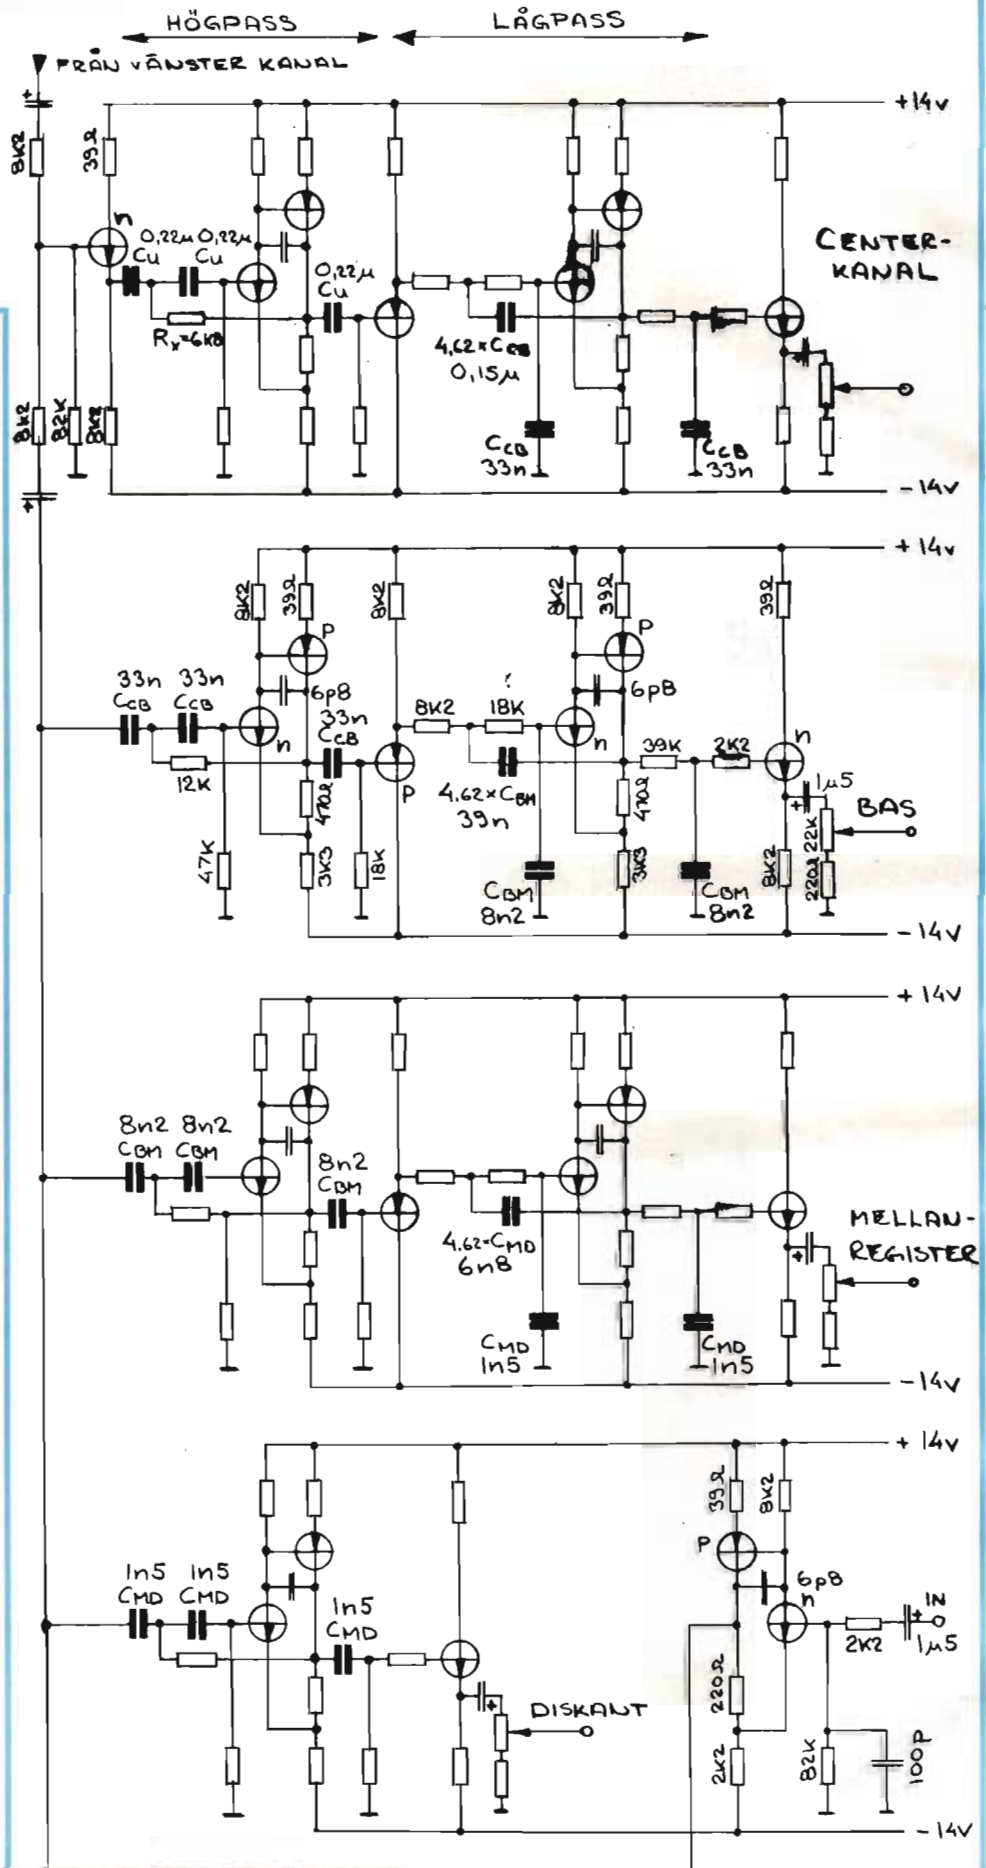 HÖGPASS
LÅGPASS
FRÅN VÄNSTER KANAL
+14V
8K2
39Ω
n
0,22µ 0,22µ
Cu Cu
0,22µ
Cu
CENTER-
KANAL
Rx=6K8
4,62×CCB
0,15µ
8K2
82K
8K2
CCB
33n
CCB
33n
-14V
+14V
8K2
39Ω
8K2
8K2
39Ω
39Ω
P
P
6p8
6p8
33n 33n
CCB CCB
n
33n
CCB
P
12K
?
8K2
18K
n
39K
2K2
n
4,62×CBM
39n
1µ5
BAS
470Ω
470Ω
22K
47K
3K3
18K
3K3
8K2
220Ω
CBM
8n2
CBM
8n2
-14V
+14V
8n2 8n2
CBM CBM
8n2
CBM
4,62×CMD
6n8
MELLAN-
REGISTER
CMD
1n5
CMD
1n5
-14V
+14V
39Ω
8K2
P
6p8
n
1n5 1n5
CMD CMD
1n5
CMD
IN
2K2
1µ5
220Ω
DISKANT
2K2
82K
100P
-14V